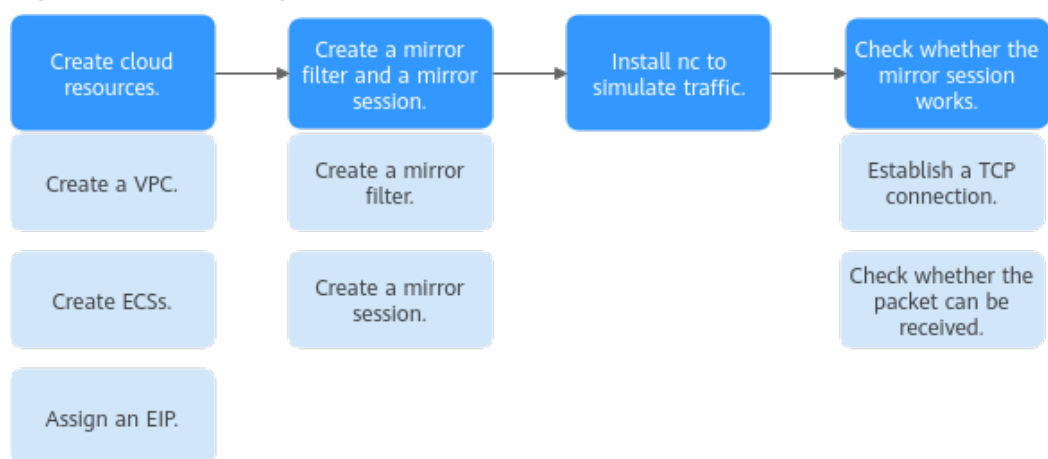 Create cloud
resources.
Create a mirror
filter and a mirror
session.
Install nc to
simulate traffic.
Check whether the
mirror session
works.
Create a VPC.
Create a mirror
filter.
Establish a TCP
connection.
Create ECSs.
Create a mirror
session.
Check whether the
packet can be
received.
Assign an EIP.